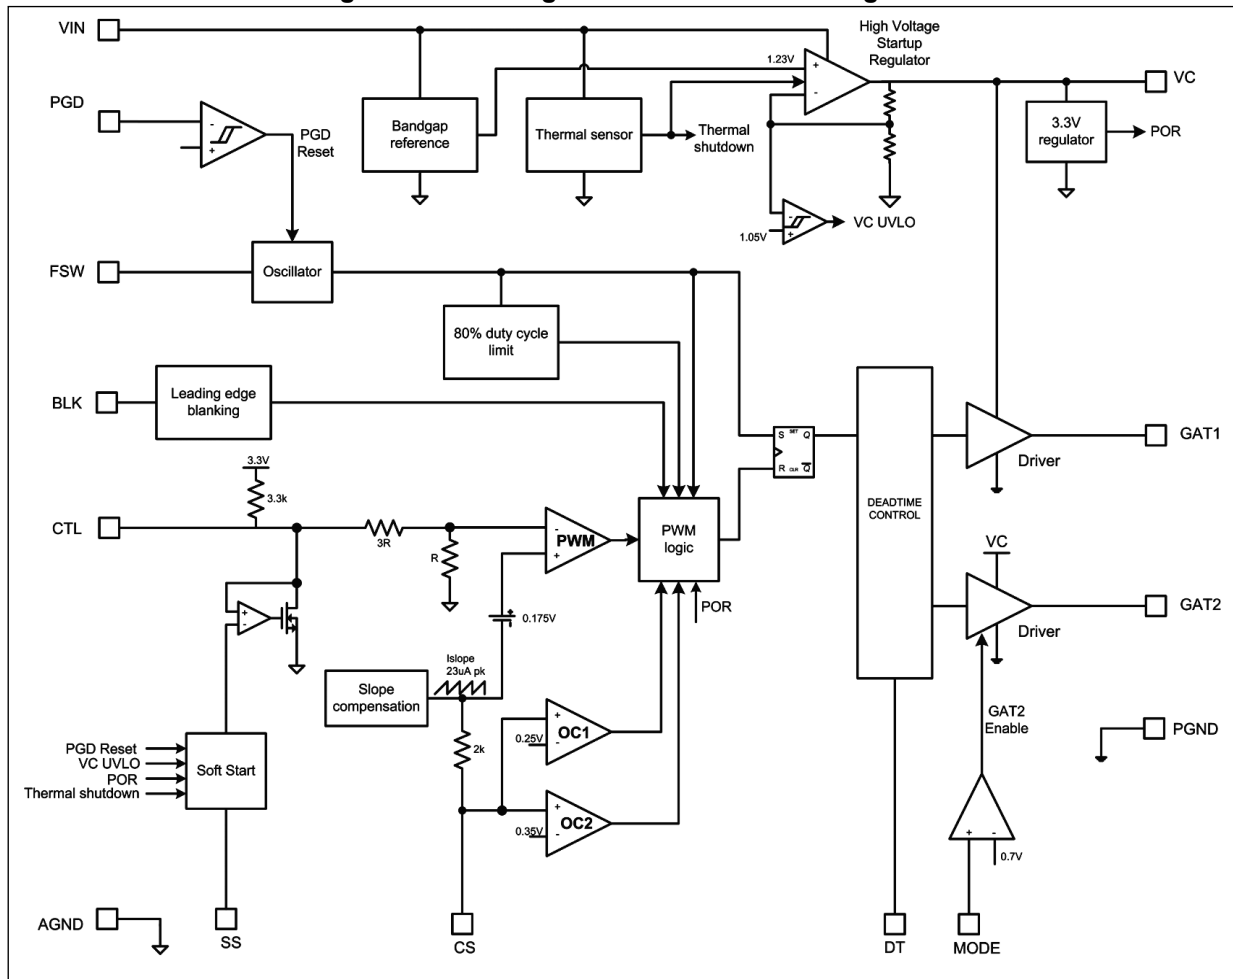 VIN
High Voltage
Startup
Regulator
1.23V
+
-
VC
PGD
-
+
PGD
Reset
Bandgap
reference
Thermal sensor
Thermal
shutdown
3.3V
regulator
POR
-
+
1.05V
VC UVLO
FSW
Oscillator
80% duty cycle
limit
BLK
Leading edge
blanking
S SET Q
R CLR Q
DEADTIME
CONTROL
Driver
GAT1
3.3V
3.3k
CTL
3R
R
-
+
PWM
PWM
logic
POR
VC
Driver
GAT2
+
-
0.175V
Islope
23uA pk
Slope
compensation
2k
+
-
OC1
0.25V
+
-
OC2
0.35V
GAT2
Enable
PGND
PGD Reset
VC UVLO
POR
Thermal shutdown
Soft Start
+ -
0.7V
AGND
SS
CS
DT
MODE